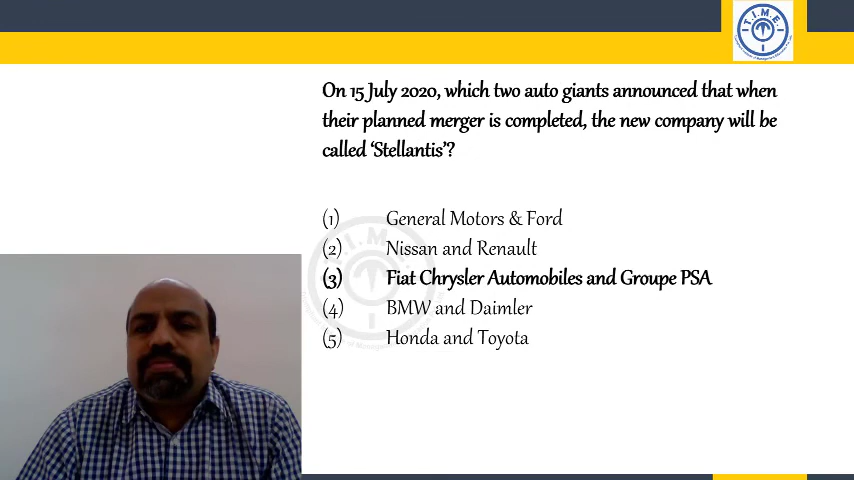 T.I.M.E.
On 15 July 2020, which two auto giants announced that when
their planned merger is completed, the new company will be
called ‘Stellantis’?
(1) General Motors & Ford
(2) Nissan and Renault
(3) Fiat Chrysler Automobiles and Groupe PSA
(4) BMW and Daimler
(5) Honda and Toyota